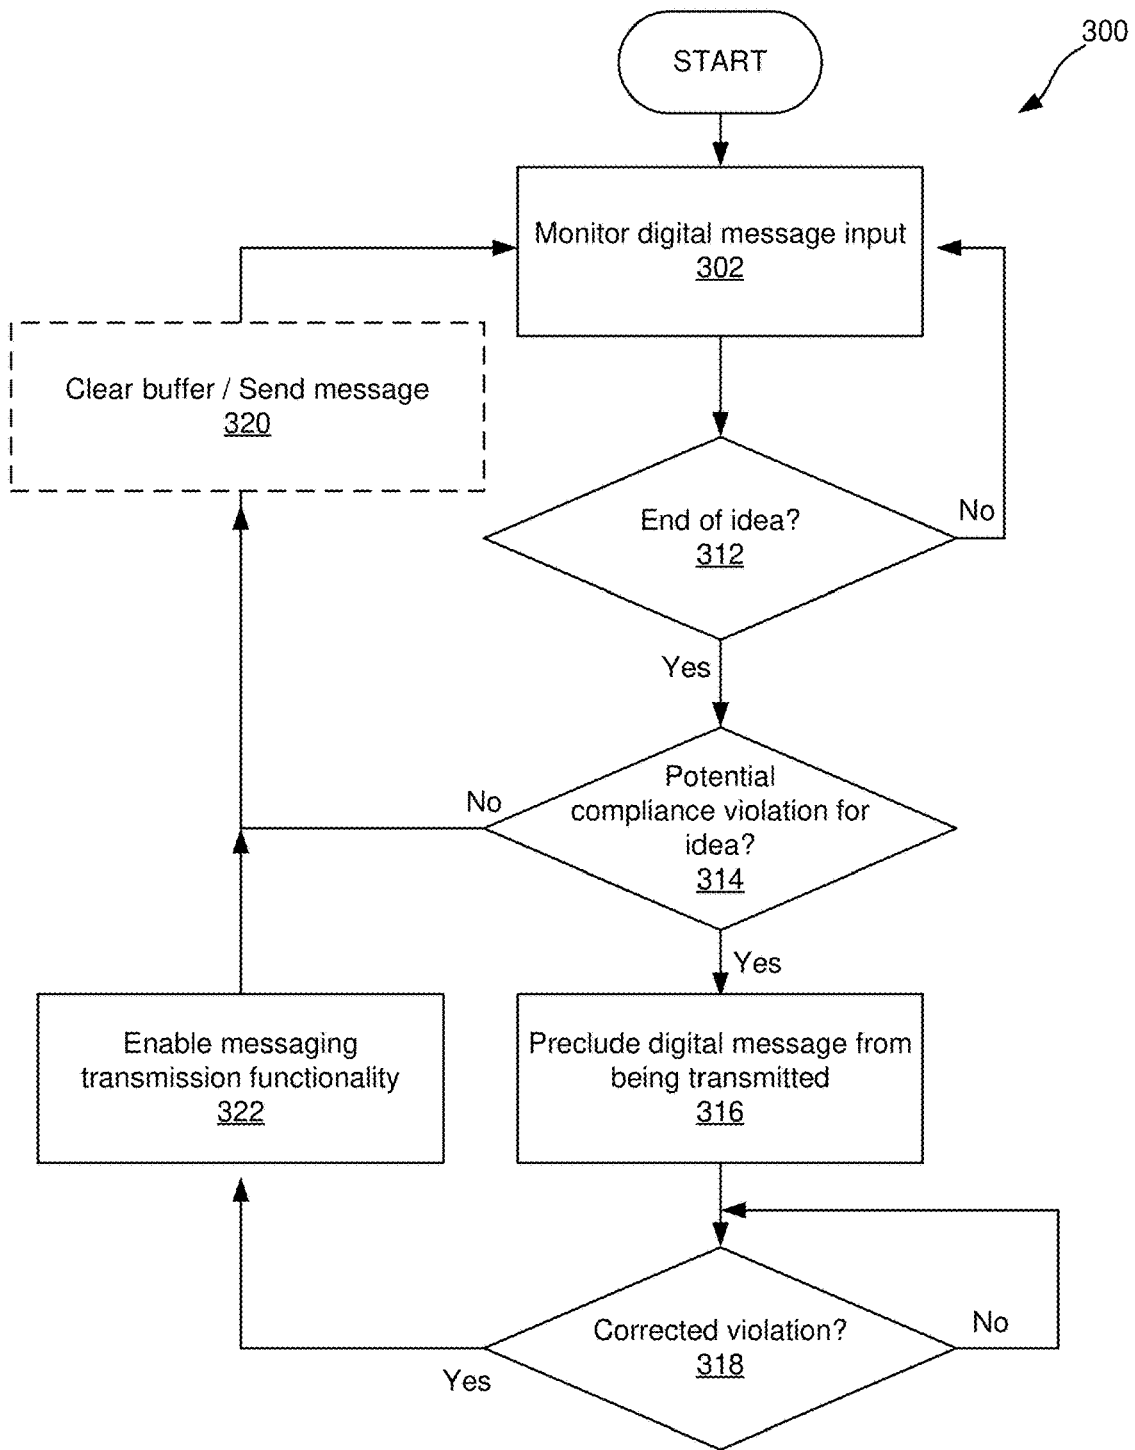 300
START
Monitor digital message input
302
Clear buffer / Send message
320
End of idea?
312
No
Yes
Potential
compliance violation for
idea?
314
No
Yes
Enable messaging
transmission functionality
322
Preclude digital message from
being transmitted
316
Corrected violation?
318
No
Yes